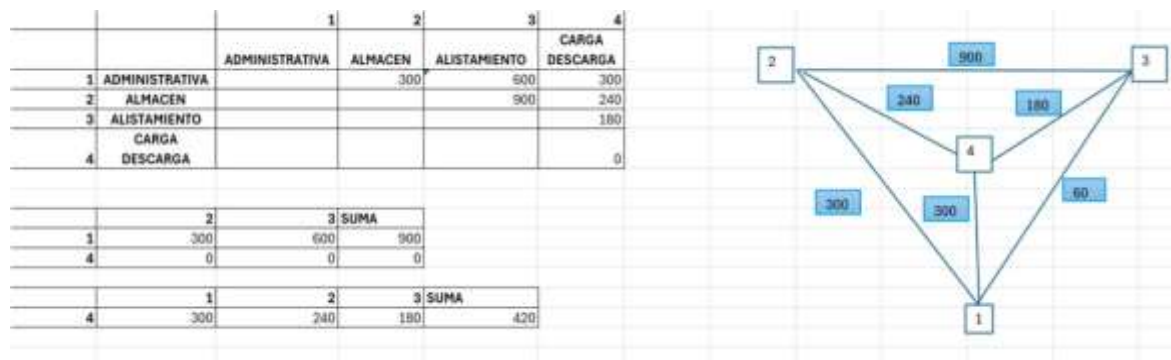 1 2 3 4
ADMINISTRATIVA ALMACEN ALISTAMIENTO CARGA DESCARGA
1 ADMINISTRATIVA 300 600 300
2 ALMACEN 900 240
3 ALISTAMIENTO 180
4 CARGA DESCARGA 0
2 3 SUMA
1 300 600 900
4 0 0 0
1 2 3 SUMA
4 300 240 180 420
2 900 3
240 180
4
300 300 60
1